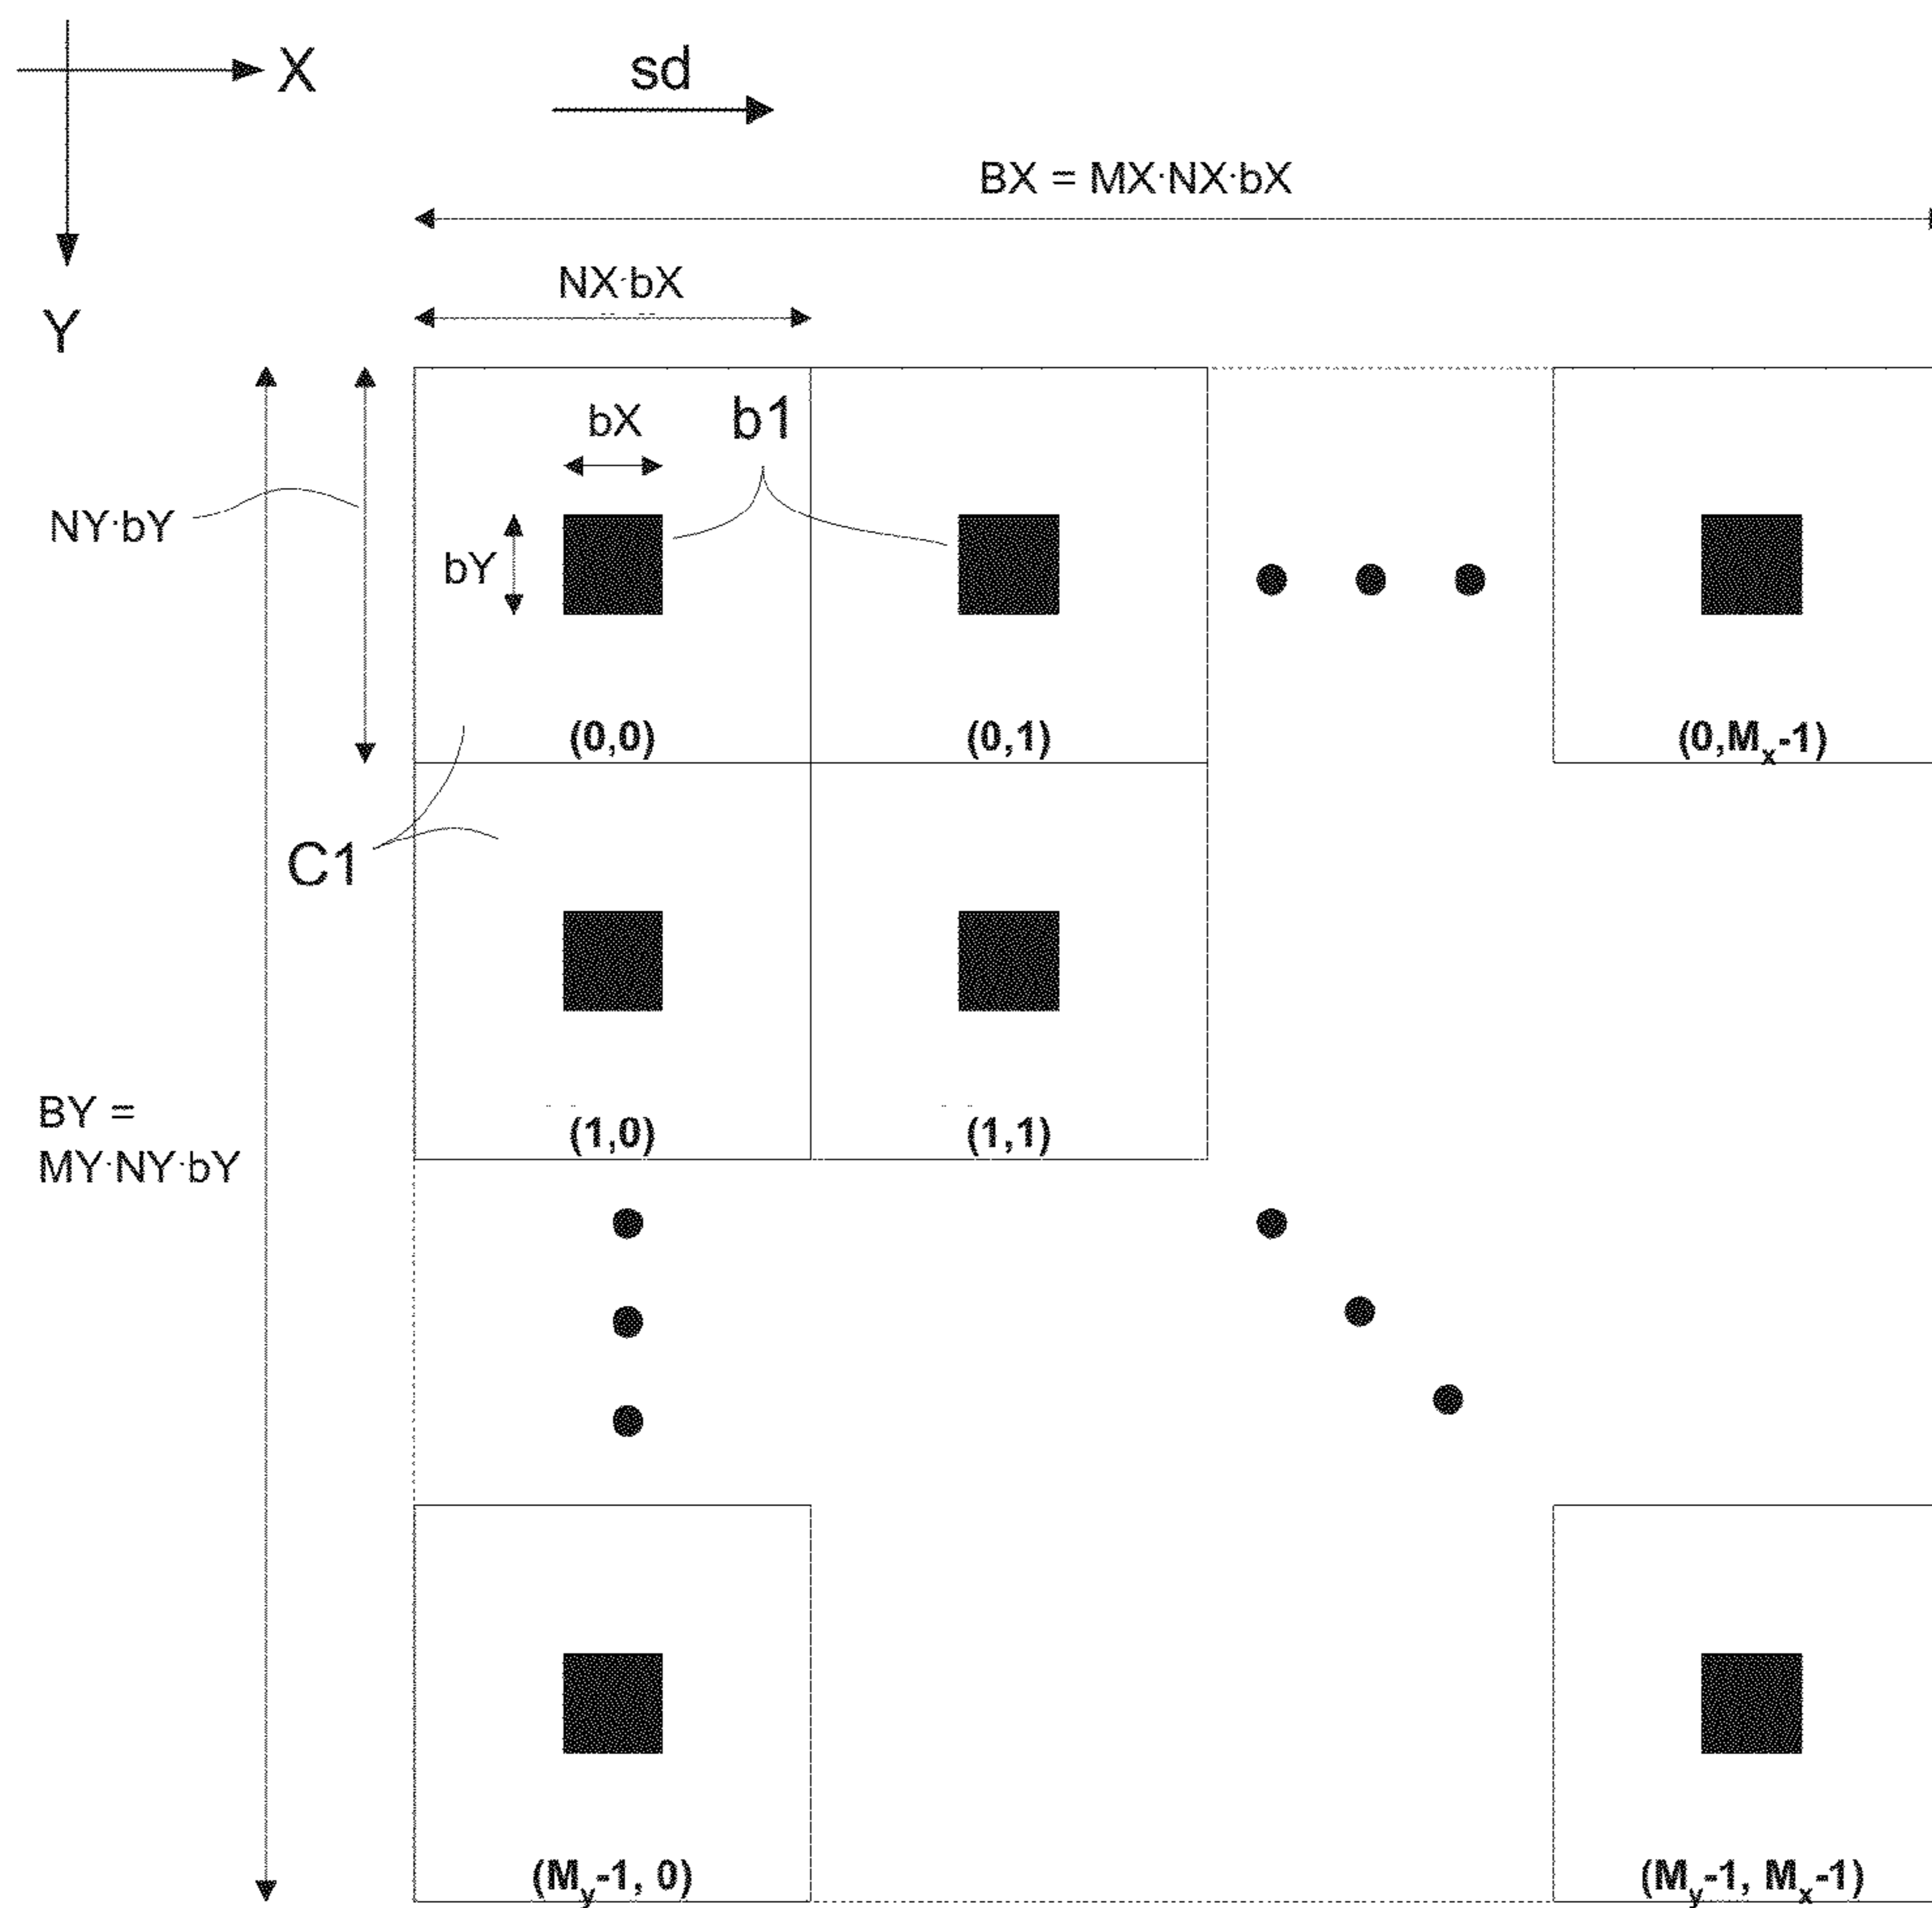 X
sd
BX = MX·NX·bX
NX·bX
Y
bX
b1
NY·bY
bY
(0,0)
(0,1)
(0,Mx-1)
C1
BY =
MY·NY·bY
(1,0)
(1,1)
(My-1, 0)
(My-1, Mx-1)